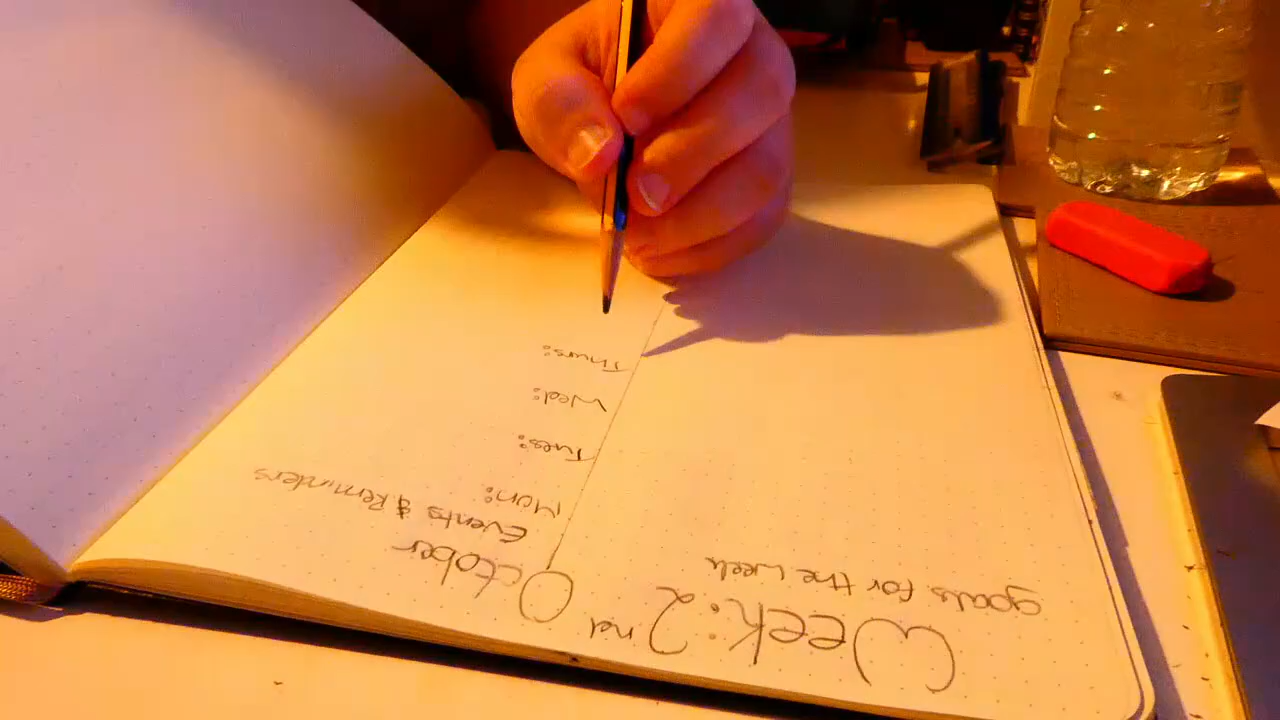 Week: 2nd October
goals for the week
Events & Reminders
Mon:
Tues:
Wed:
Thurs: